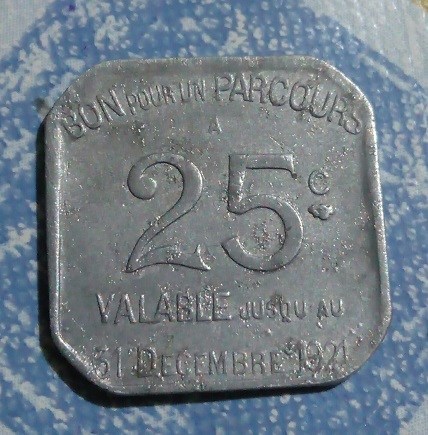 BON POUR UN PARCOURS
A
25c.
VALABLE JUSQU'AU
31 DECEMBRE 1921